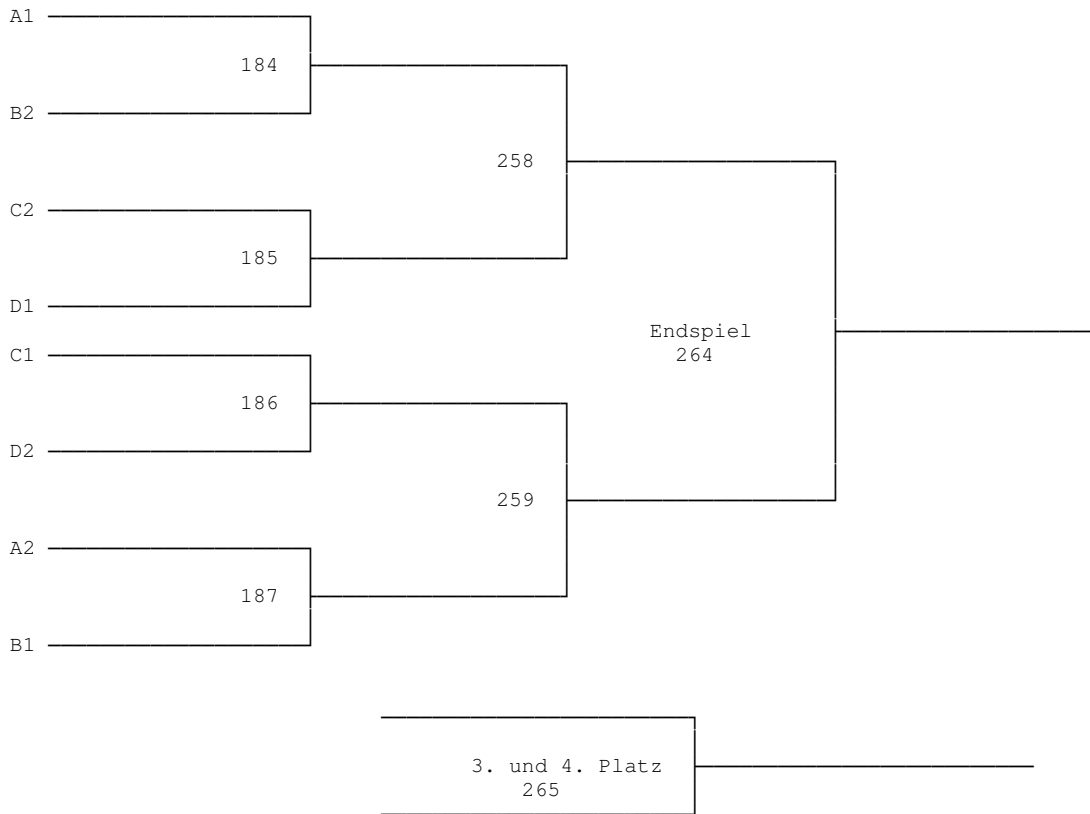 A1
184
B2
258
C2
185
D1
Endspiel
264
C1
186
D2
259
A2
187
B1
3. und 4. Platz
265